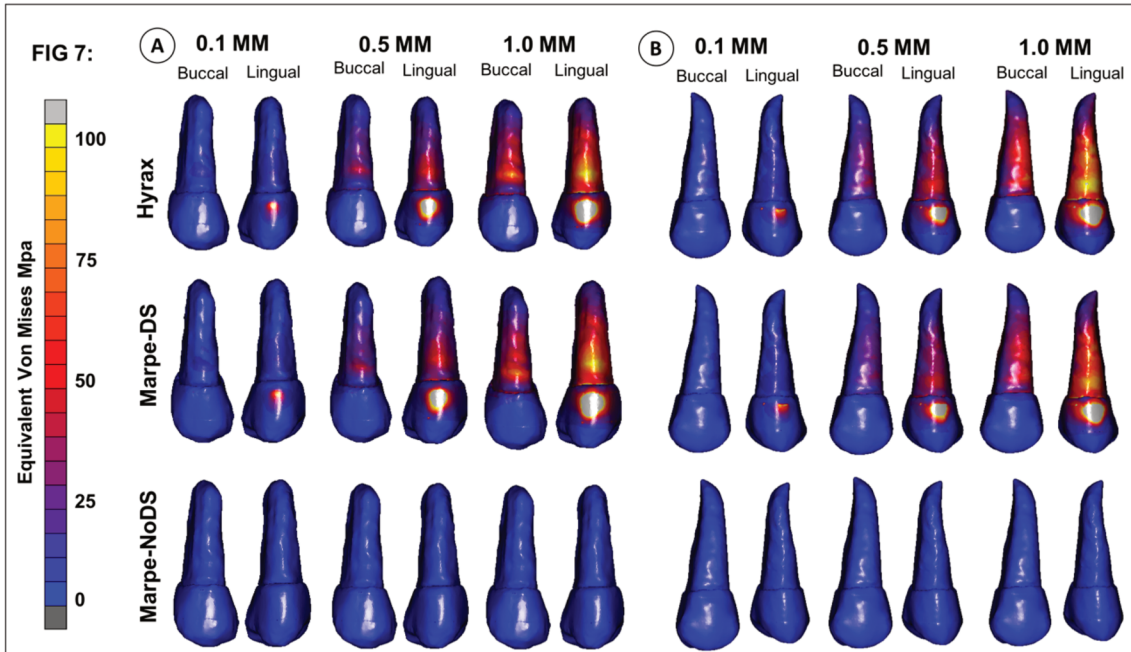 FIG 7:
A 0.1 MM 0.5 MM 1.0 MM
Buccal Lingual Buccal Lingual Buccal Lingual
B 0.1 MM 0.5 MM 1.0 MM
Buccal Lingual Buccal Lingual Buccal Lingual
Equivalent Von Mises Mpa
100
75
50
25
0
Hyrax
Marpe-DS
Marpe-NoDS